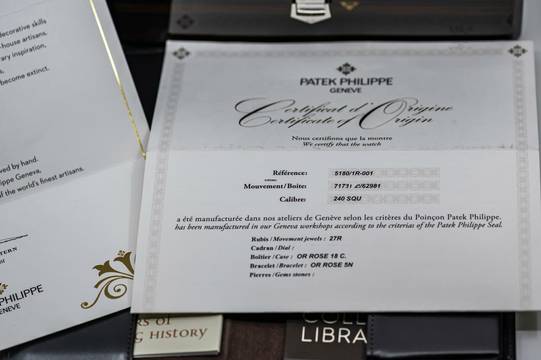 decorative skills
-house artisans.
ary inspiration,
s.
become extinct.
ved by hand.
ppe Geneva,
f the world's finest artisans.
STERN
PHILIPPE
GENEVE
PATEK PHILIPPE
GENEVE
Certificat d'Origine
Certificate of Origin
Nous certifions que la montre
We certify that the watch
Référence: 5180/1R-001
Mouvement/Boîte:
Calibre: 240 SQU
a été manufacturée dans nos ateliers de Genève selon les critères du Poinçon Patek Philippe.
has been manufactured in our Geneva workshops according to the criterias of the Patek Philippe Seal.
Rubis / Movement jewels : 27R
Cadran / Dial :
Boîtier / Case : OR ROSE 18 C.
Bracelet / Bracelet : OR ROSE 5N
Pierres / Gems stones :
RS OF
G HISTORY
LIBRA